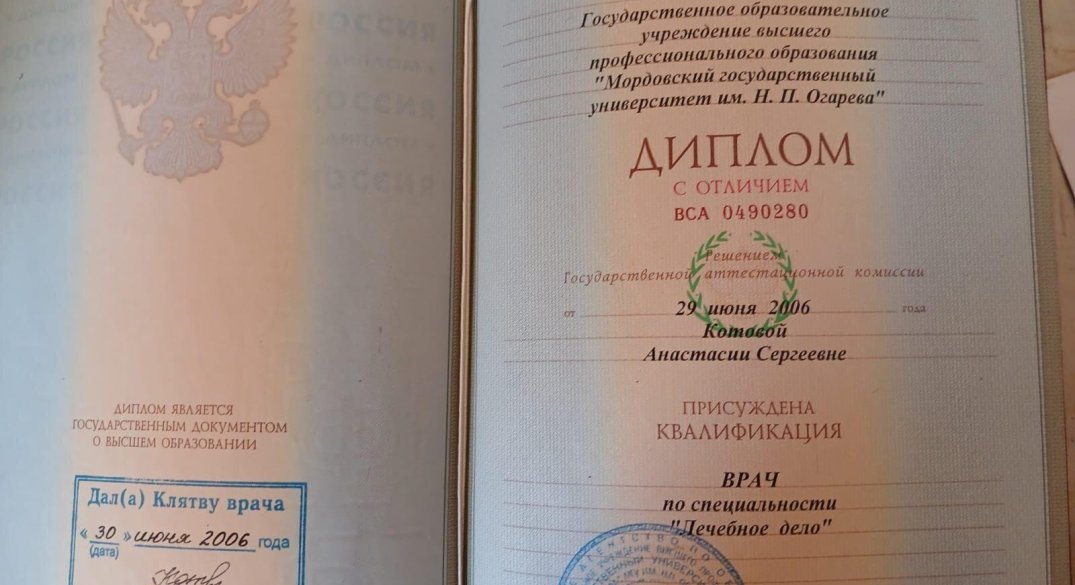 ДИПЛОМ ЯВЛЯЕТСЯ
ГОСУДАРСТВЕННЫМ ДОКУМЕНТОМ
О ВЫСШЕМ ОБРАЗОВАНИИ
Дал(а) Клятву врача
« 30 » июня 2006 года
(дата)
Государственное образовательное
учреждение высшего
профессионального образования
"Мордовский государственный
университет им. Н. П. Огарева"
ДИПЛОМ
С ОТЛИЧИЕМ
ВСА 0490280
Решением
Государственной аттестационной комиссии
от 29 июня 2006 года
Котовой
Анастасии Сергеевне
ПРИСУЖДЕНА
КВАЛИФИКАЦИЯ
ВРАЧ
по специальности
"Лечебное дело"